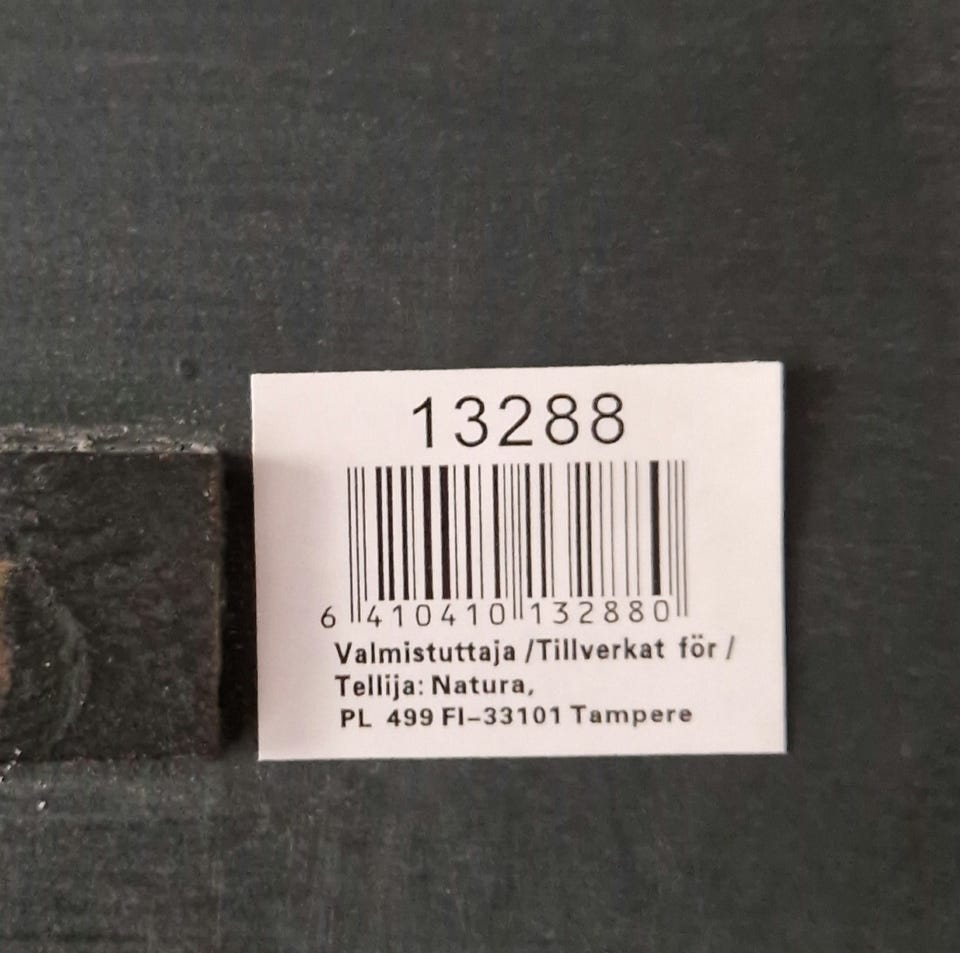 13288
6 410410 132880
Valmistuttaja /Tillverkat för /
Tellija: Natura,
PL 499 FI-33101 Tampere